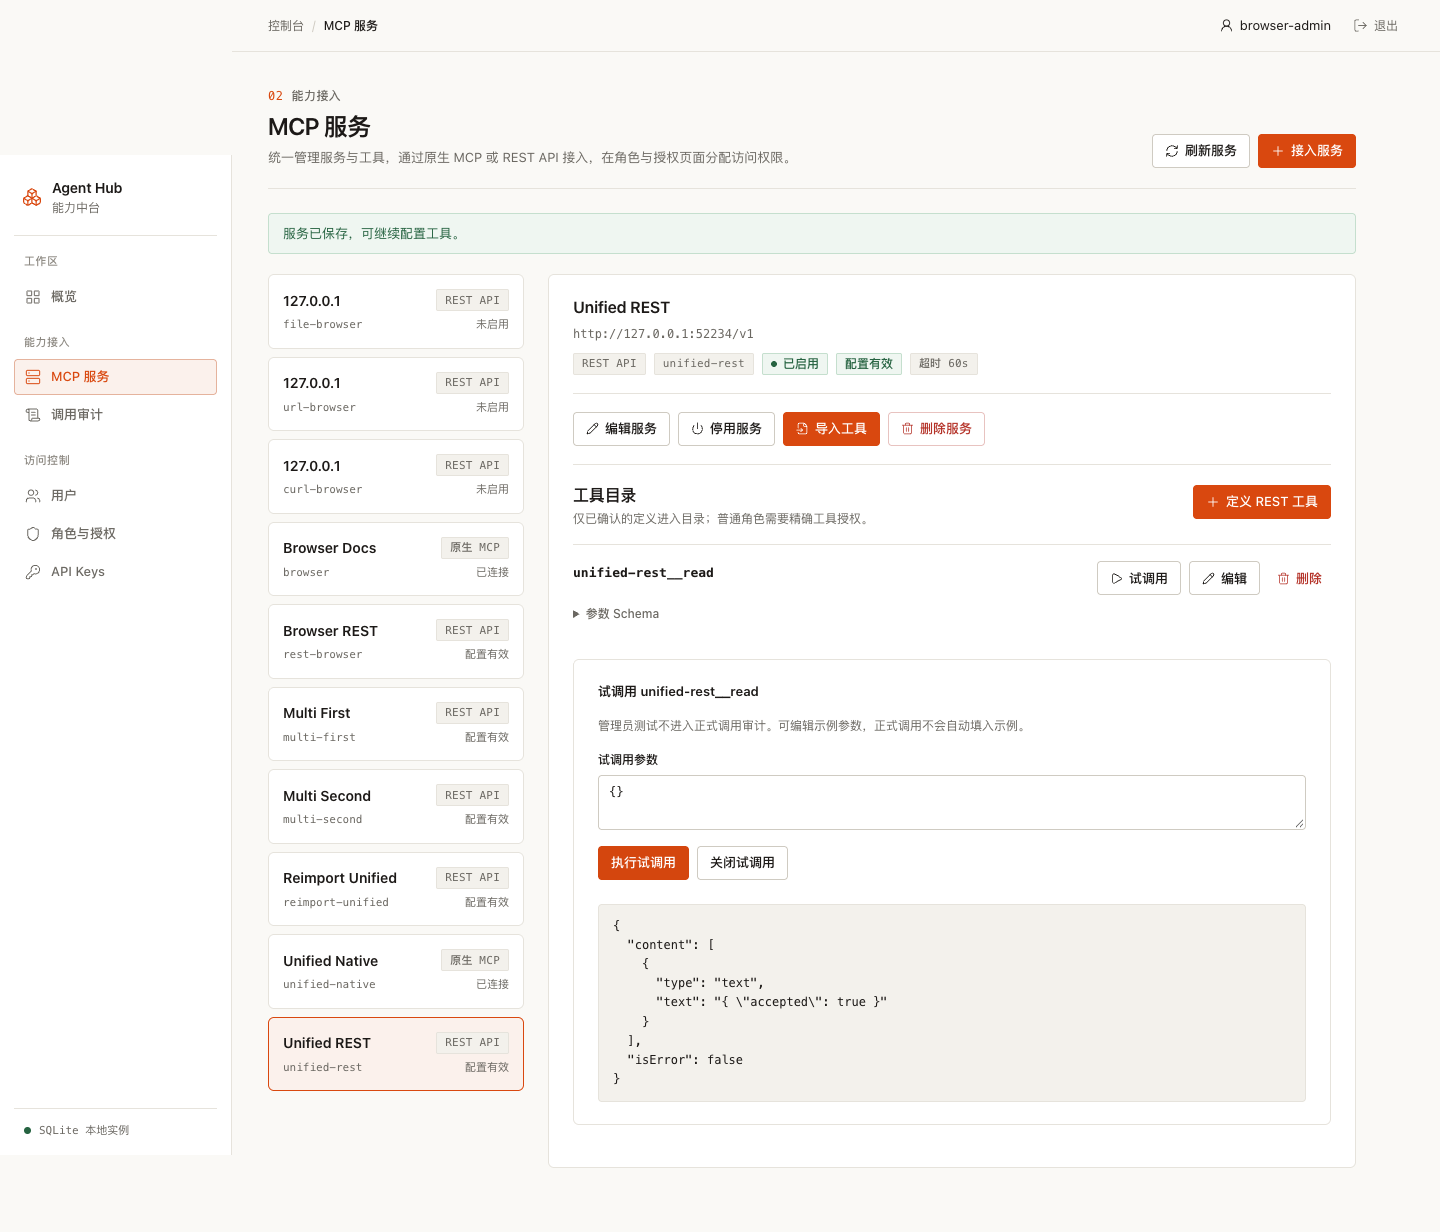 控制台 / MCP 服务
browser-admin
退出
02 能力接入
MCP 服务
统一管理服务与工具，通过原生 MCP 或 REST API 接入，在角色与授权页面分配访问权限。
刷新服务
接入服务
Agent Hub
能力中台
工作区
概览
能力接入
MCP 服务
调用审计
访问控制
用户
角色与授权
API Keys
SQLite 本地实例
服务已保存，可继续配置工具。
127.0.0.1 REST API
file-browser 未启用
127.0.0.1 REST API
url-browser 未启用
127.0.0.1 REST API
curl-browser 未启用
Browser Docs 原生 MCP
browser 已连接
Browser REST REST API
rest-browser 配置有效
Multi First REST API
multi-first 配置有效
Multi Second REST API
multi-second 配置有效
Reimport Unified REST API
reimport-unified 配置有效
Unified Native 原生 MCP
unified-native 已连接
Unified REST REST API
unified-rest 配置有效
Unified REST
http://127.0.0.1:52234/v1
REST API unified-rest 已启用 配置有效 超时 60s
编辑服务 停用服务 导入工具 删除服务
工具目录
仅已确认的定义进入目录；普通角色需要精确工具授权。
定义 REST 工具
unified-rest__read
试调用 编辑 删除
参数 Schema
试调用 unified-rest__read
管理员测试不进入正式调用审计。可编辑示例参数，正式调用不会自动填入示例。
试调用参数
{}
执行试调用 关闭试调用
{
"content": [
{
"type": "text",
"text": "{ \"accepted\": true }"
}
],
"isError": false
}